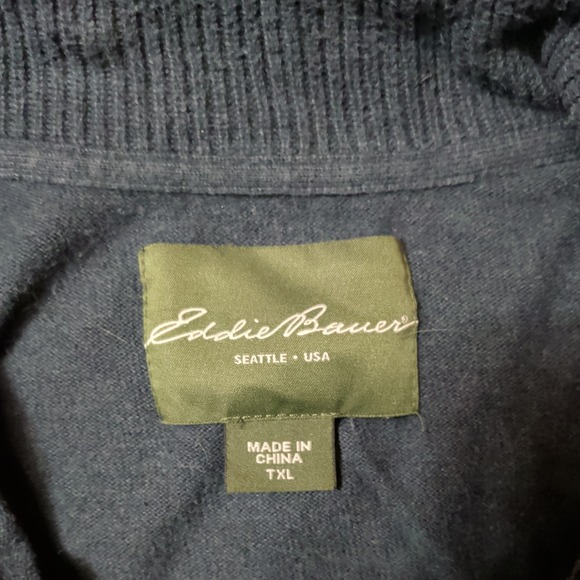 Eddie Bauer®
SEATTLE • USA
MADE IN
CHINA
TXL